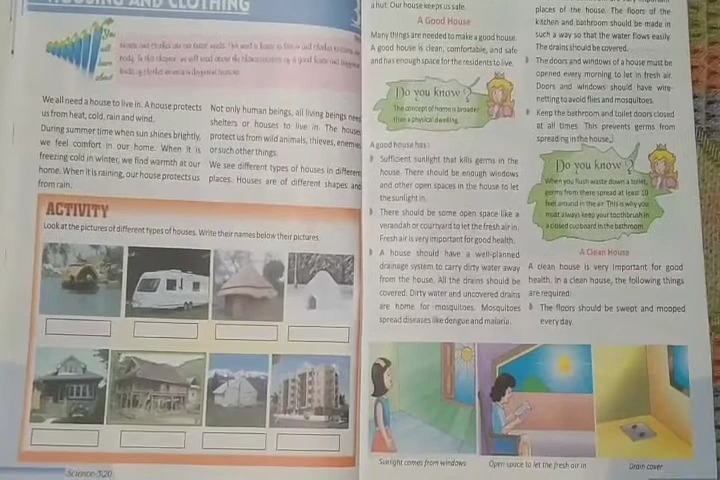 HOUSING AND CLOTHING
You
will
learn
about
We all need a house to live in. A house protects
us from heat, cold, rain and wind.
During summer time when sun shines brightly,
we feel comfort in our home. When it is
freezing cold in winter, we find warmth at our
home. When it is raining, our house protects us
from rain.
Not only human beings, all living beings need
shelters or houses to live in. The houses
protect us from wild animals, thieves, enemies
or such other things.
We see different types of houses in different
places. Houses are of different shapes and
ACTIVITY
Look at the pictures of different types of houses. Write their names below their pictures.
Science-5\20
a hut. Our house keeps us safe.
A Good House
Many things are needed to make a good house.
A good house is clean, comfortable, and safe
and has enough space for the residents to live.
Do you know ?
The concept of home is broader
than a physical dwelling.
A good house has:
Sufficient sunlight that kills germs in the
house. There should be enough windows
and other open spaces in the house to let
the sunlight in.
There should be some open space like a
verandah or courtyard to let the fresh air in.
Fresh air is very important for good health.
A house should have a well-planned
drainage system to carry dirty water away
from the house. All the drains should be
covered. Dirty water and uncovered drains
are home for mosquitoes. Mosquitoes
spread diseases like dengue and malaria.
places of the house. The floors of the
kitchen and bathroom should be made in
such a way so that the water flows easily.
The drains should be covered.
The doors and windows of a house must be
opened every morning to let in fresh air.
Doors and windows should have wire-
netting to avoid flies and mosquitoes.
Keep the bathroom and toilet doors closed
at all times. This prevents germs from
spreading in the house.
Do you know ?
When you flush waste down a toilet,
germs from there spread at least 10
feet around in the air. This is why you
must always keep your toothbrush in
a closed cupboard in the bathroom.
A Clean House
A clean house is very important for good
health. In a clean house, the following things
are required:
The floors should be swept and mopped
every day.
Sunlight comes from windows
Open space to let the fresh air in
Drain cover